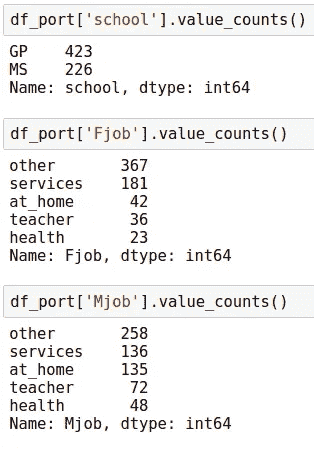 df_port['school'].value_counts()
GP    423
MS    226
Name: school, dtype: int64
df_port['Fjob'].value_counts()
other       367
services    181
at_home      42
teacher      36
health       23
Name: Fjob, dtype: int64
df_port['Mjob'].value_counts()
other       258
services    136
at_home     135
teacher      72
health       48
Name: Mjob, dtype: int64